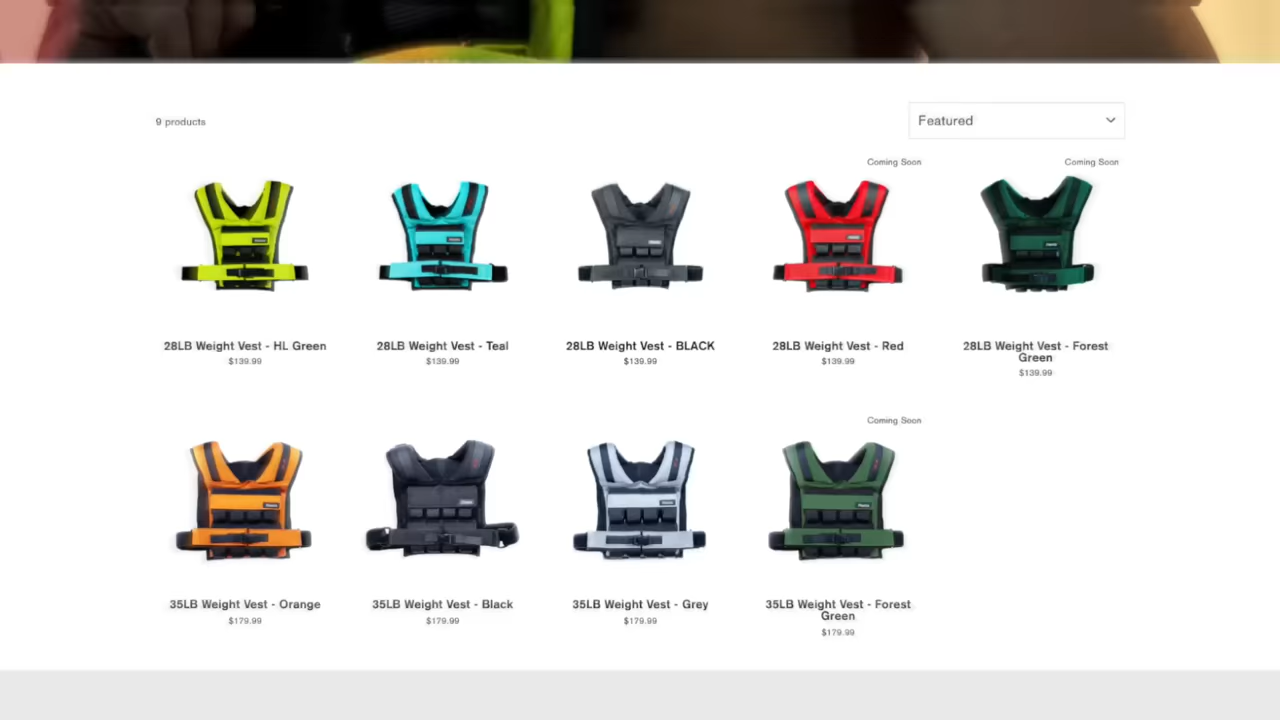 9 products
Featured
Coming Soon
Coming Soon
28LB Weight Vest - HL Green
$139.99
28LB Weight Vest - Teal
$139.99
28LB Weight Vest - BLACK
$139.99
28LB Weight Vest - Red
$139.99
28LB Weight Vest - Forest
Green
$139.99
Coming Soon
35LB Weight Vest - Orange
$179.99
35LB Weight Vest - Black
$179.99
35LB Weight Vest - Grey
$179.99
35LB Weight Vest - Forest
Green
$179.99